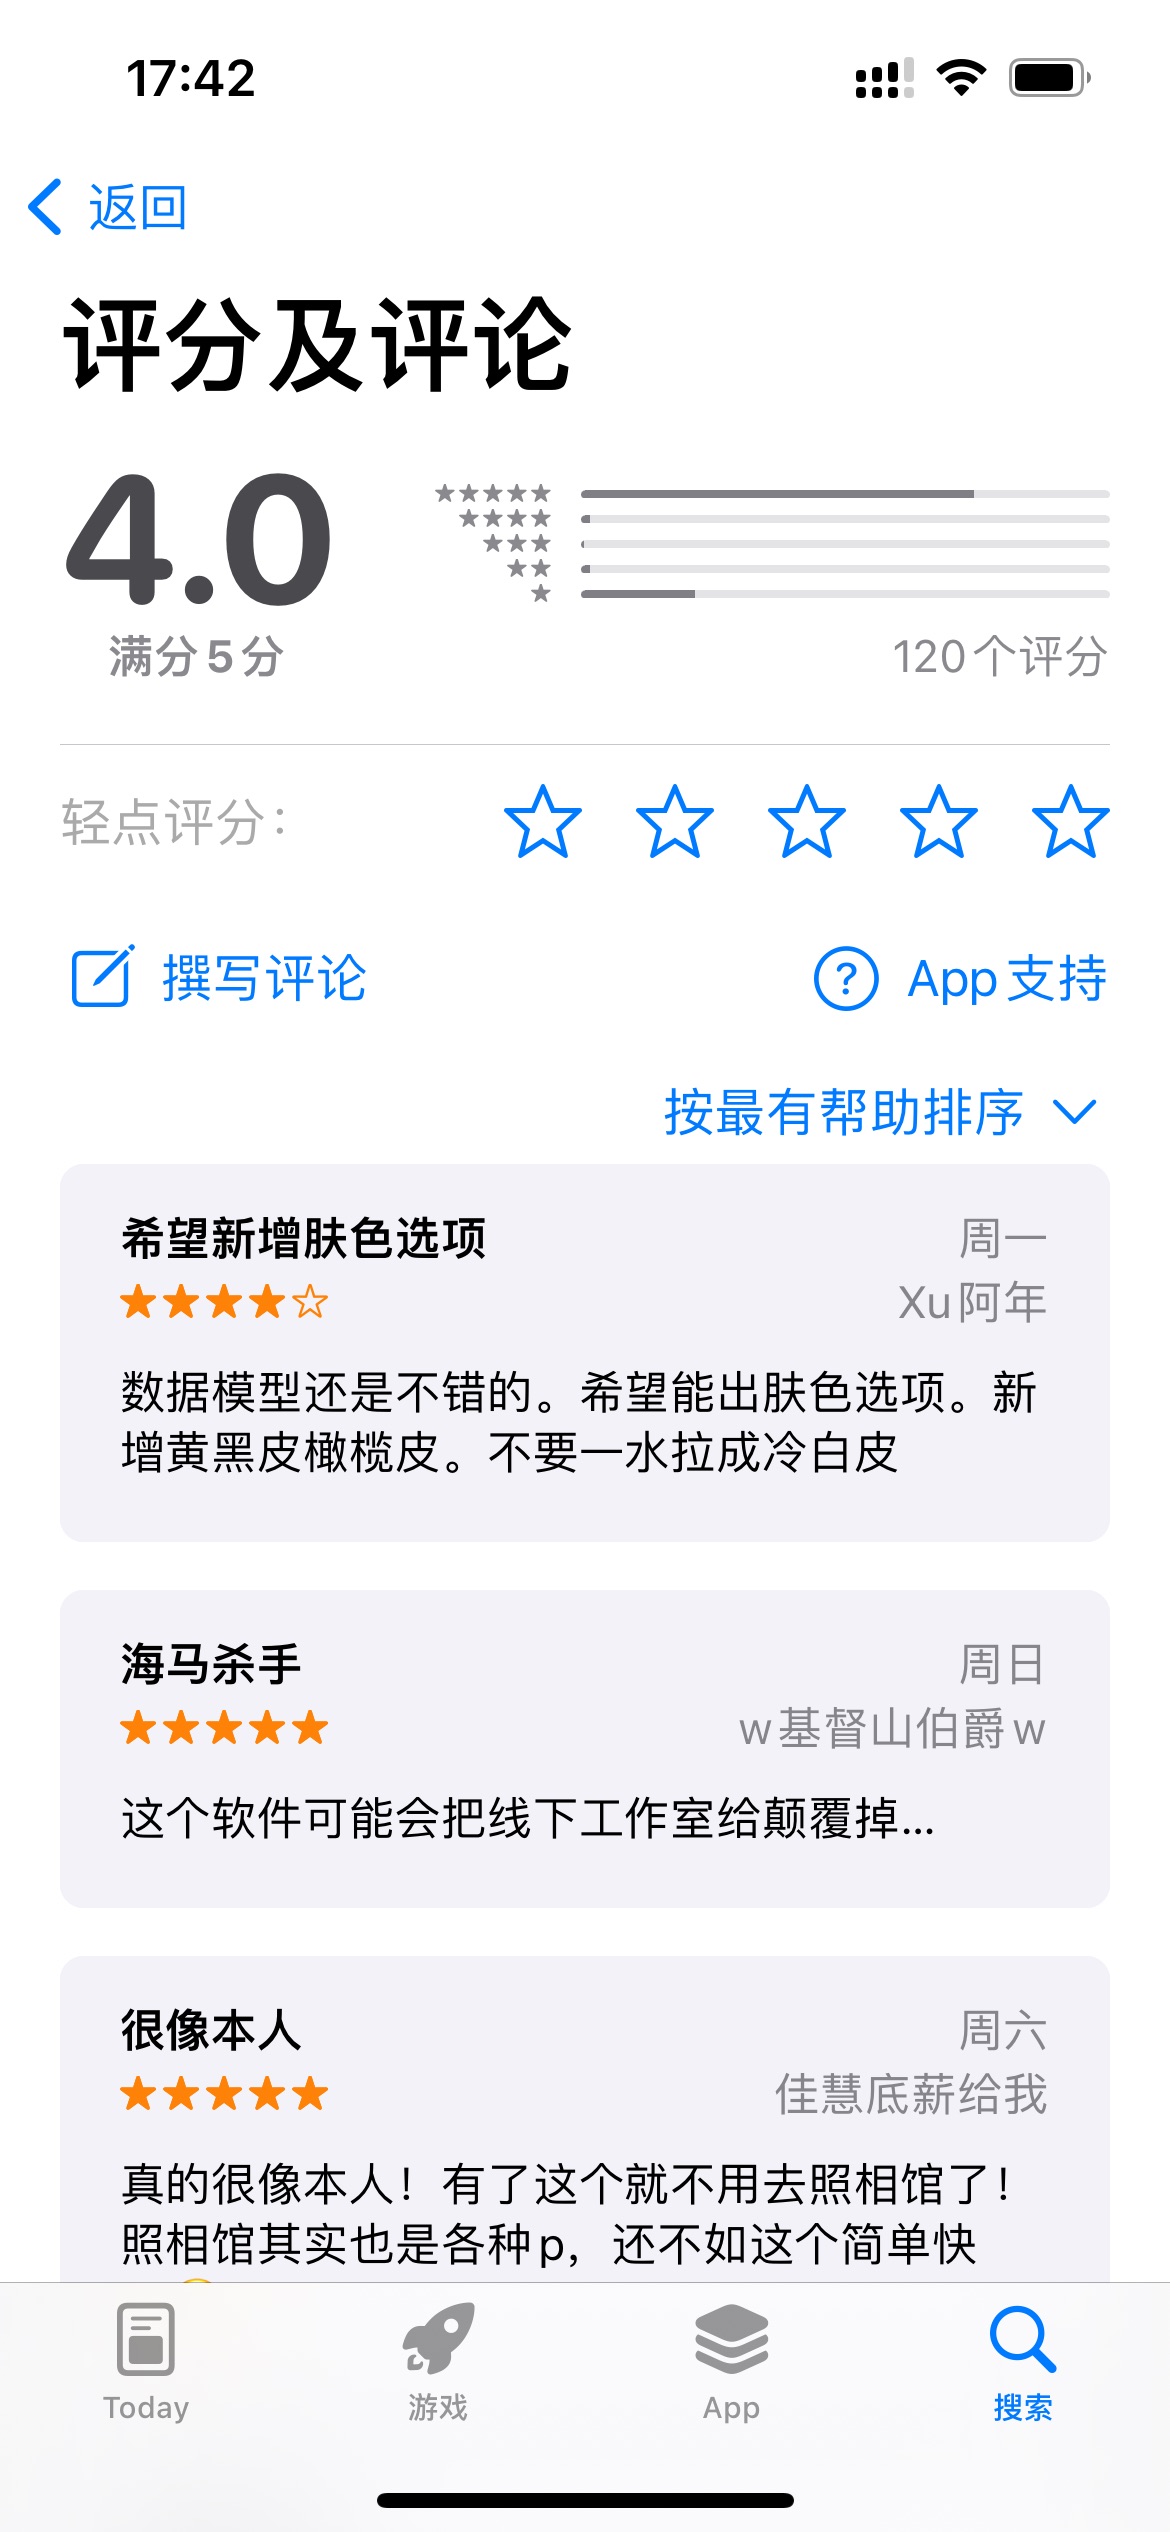 17:42
返回
评分及评论
4.0
满分5分
120个评分
轻点评分：
撰写评论
App支持
按最有帮助排序
希望新增肤色选项
周一
Xu阿年
数据模型还是不错的。希望能出肤色选项。新
增黄黑皮橄榄皮。不要一水拉成冷白皮
海马杀手
周日
w基督山伯爵w
这个软件可能会把线下工作室给颠覆掉...
很像本人
周六
佳慧底薪给我
真的很像本人！有了这个就不用去照相馆了！
照相馆其实也是各种p，还不如这个简单快
Today
游戏
App
搜索